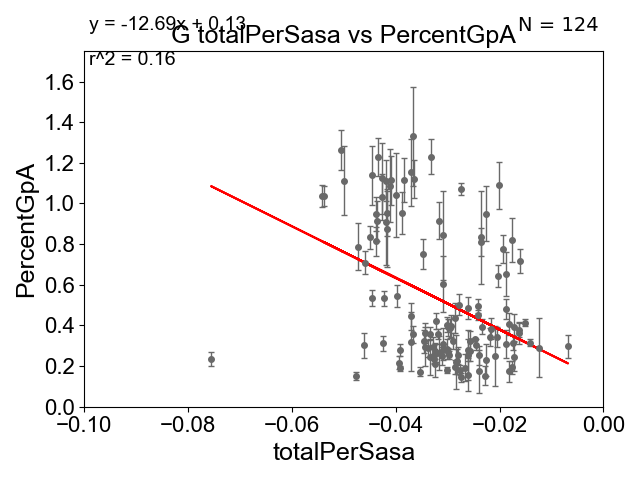 y = -12.69x + 0.13
N = 124
G totalPerSasa vs PercentGpA
r^2 = 0.16
1.6
1.4
1.2
1.0
0.8
0.6
0.4
0.2
0.0
PercentGpA
−0.10 −0.08 −0.06 −0.04 −0.02 0.00
totalPerSasa